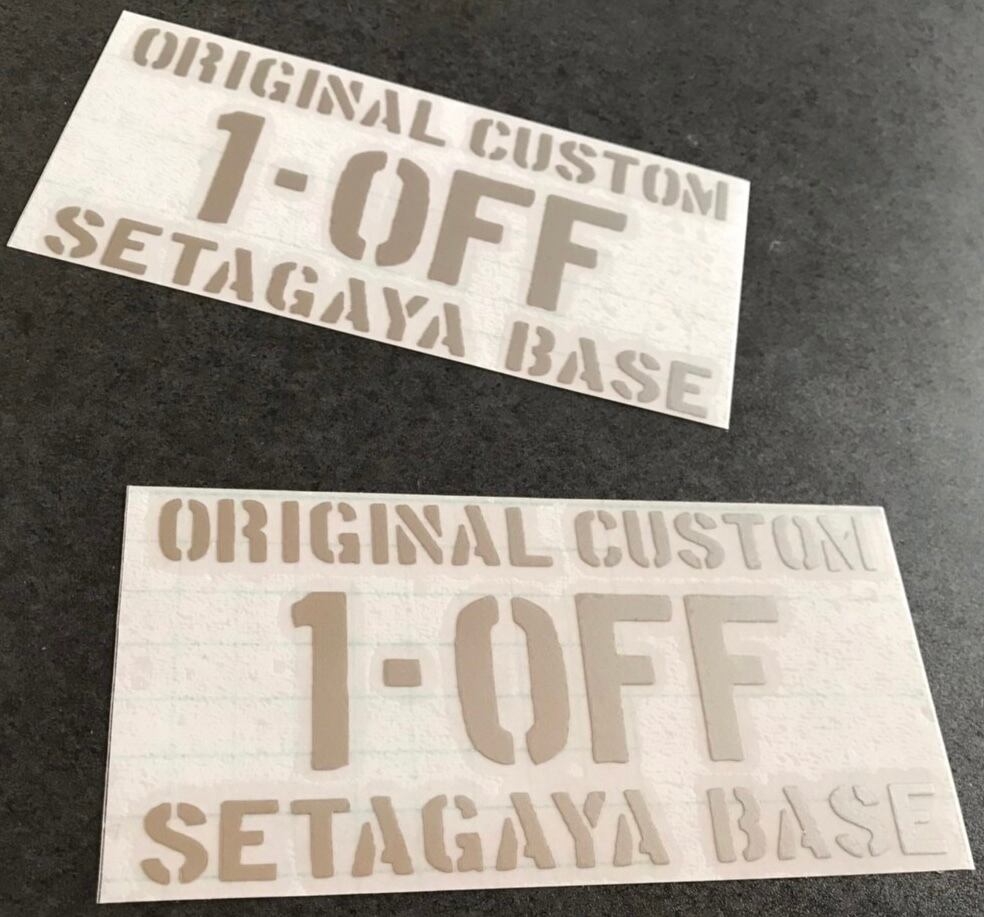 ORIGINAL CUSTOM
1-OFF
SETAGAYA BASE
ORIGINAL CUSTOM
1-OFF
SETAGAYA BASE